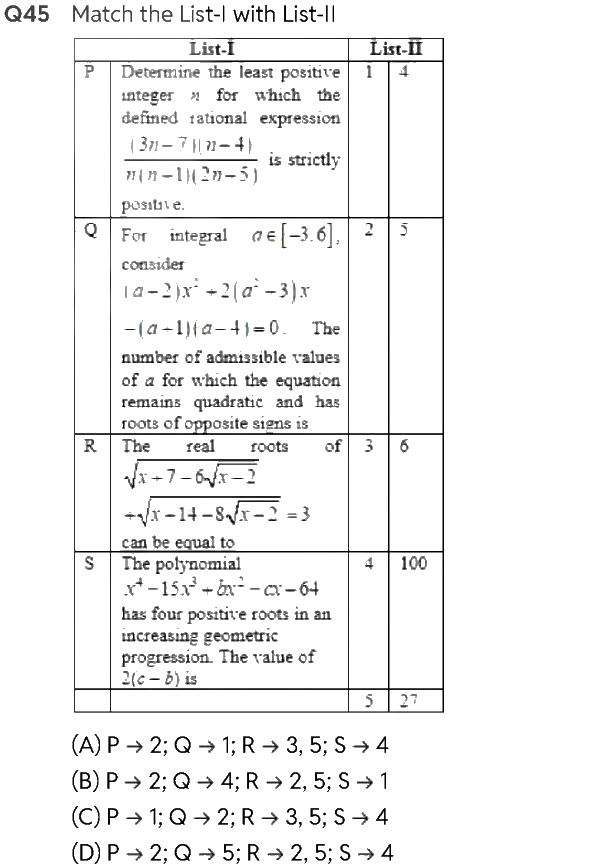 Q45 Match the List-I with List-II
List-I List-II
P Determine the least positive 1 4
integer n for which the
defined rational expression
(3n-7)(n-4)
is strictly
n(n-1)(2n-5)
positive.
Q For integral a∈[-3.6], 2 5
consider
(a-2)x²+2(a²-3)x
-(a-1)(a-4)=0. The
number of admissible values
of a for which the equation
remains quadratic and has
roots of opposite signs is
R The real roots of 3 6
√(x+7-6√(x-2))
+√(x-14-8√(x-2)) = 3
can be equal to
S The polynomial 4 100
x⁴-15x³+bx²-cx-64
has four positive roots in an
increasing geometric
progression. The value of
2(c-b) is
5 27
(A) P → 2; Q → 1; R → 3, 5; S → 4
(B) P → 2; Q → 4; R → 2, 5; S → 1
(C) P → 1; Q → 2; R → 3, 5; S → 4
(D) P → 2; Q → 5; R → 2, 5; S → 4